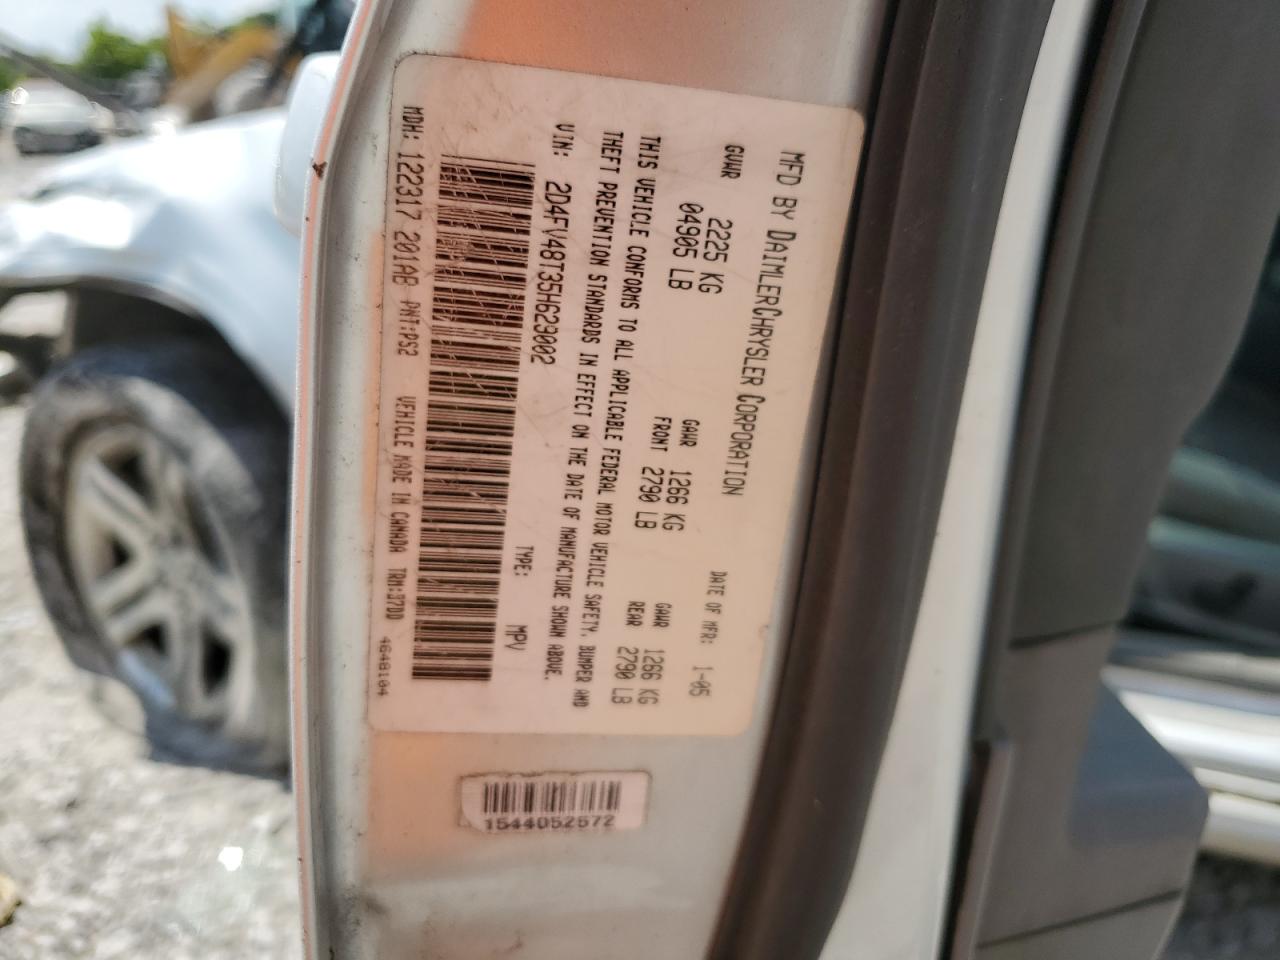 MFD BY DAIMLERCHRYSLER CORPORATION
DATE OF MFR: 1-05
GVWR 2225 KG
04905 LB
GAWR FRONT 1266 KG
2790 LB
GAWR REAR 1266 KG
2790 LB
THIS VEHICLE CONFORMS TO ALL APPLICABLE FEDERAL MOTOR VEHICLE SAFETY, BUMPER AND
THEFT PREVENTION STANDARDS IN EFFECT ON THE DATE OF MANUFACTURE SHOWN ABOVE.
VIN: 2D4FV48T35H629002 TYPE: MPV
MDH: 122317 201AB PNT:PS2 VEHICLE MADE IN CANADA TRM:37DD 4648104
1544052572